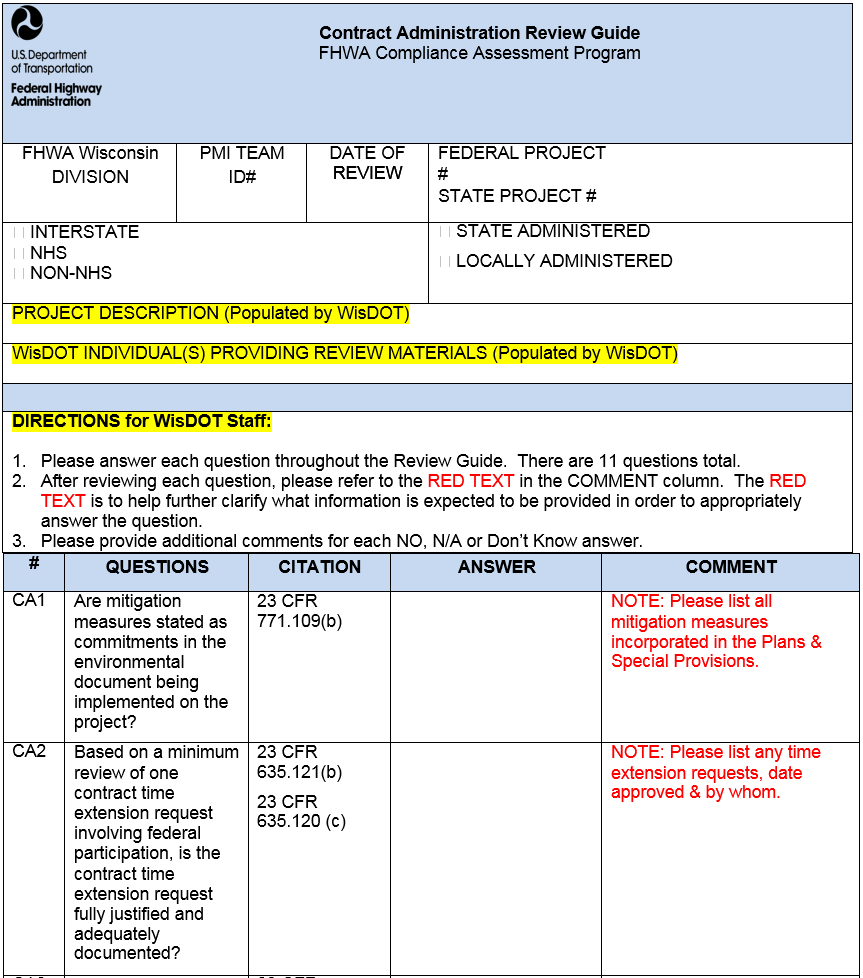 Contract Administration Review Guide
FHWA Compliance Assessment Program
U.S. Department
of Transportation
Federal Highway
Administration
FHWA Wisconsin
DIVISION
PMI TEAM
ID#
DATE OF
REVIEW
FEDERAL PROJECT
#
STATE PROJECT #
INTERSTATE
NHS
NON-NHS
STATE ADMINISTERED
LOCALLY ADMINISTERED
PROJECT DESCRIPTION (Populated by WisDOT)
WisDOT INDIVIDUAL(S) PROVIDING REVIEW MATERIALS (Populated by WisDOT)
DIRECTIONS for WisDOT Staff:
1. Please answer each question throughout the Review Guide. There are 11 questions total.
2. After reviewing each question, please refer to the RED TEXT in the COMMENT column. The RED
TEXT is to help further clarify what information is expected to be provided in order to appropriately
answer the question.
3. Please provide additional comments for each NO, N/A or Don't Know answer.
# QUESTIONS CITATION ANSWER COMMENT
CA1
Are mitigation
measures stated as
commitments in the
environmental
document being
implemented on the
project?
23 CFR
771.109(b)
NOTE: Please list all
mitigation measures
incorporated in the Plans &
Special Provisions.
CA2
Based on a minimum
review of one
contract time
extension request
involving federal
participation, is the
contract time
extension request
fully justified and
adequately
documented?
23 CFR
635.121(b)
23 CFR
635.120 (c)
NOTE: Please list any time
extension requests, date
approved & by whom.